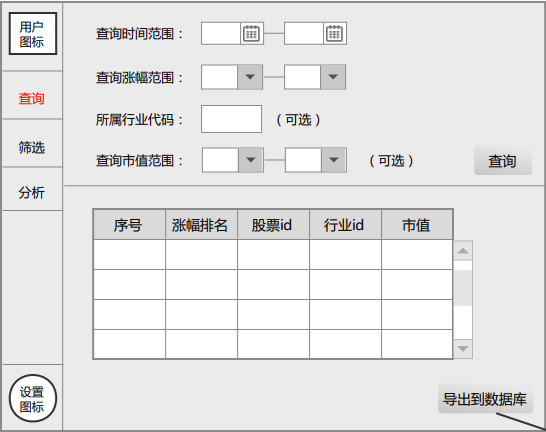 用户
图标
查询
筛选
分析
设置
图标
查询时间范围：
查询涨幅范围：
所属行业代码：
（可选）
查询市值范围：
（可选）
查询
序号 涨幅排名 股票id 行业id 市值
导出到数据库